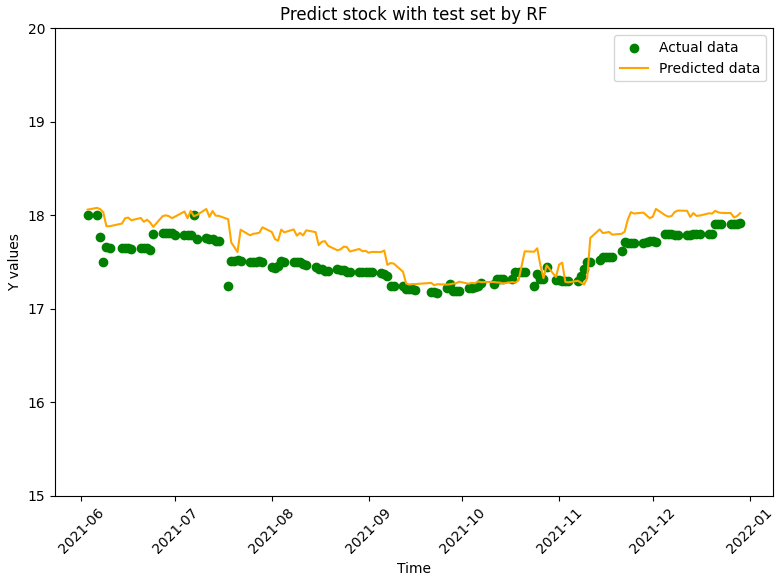 Predict stock with test set by RF
Actual data
Predicted data
20
19
18
17
16
15
Y values
2021-06
2021-07
2021-08
2021-09
2021-10
2021-11
2021-12
2022-01
Time